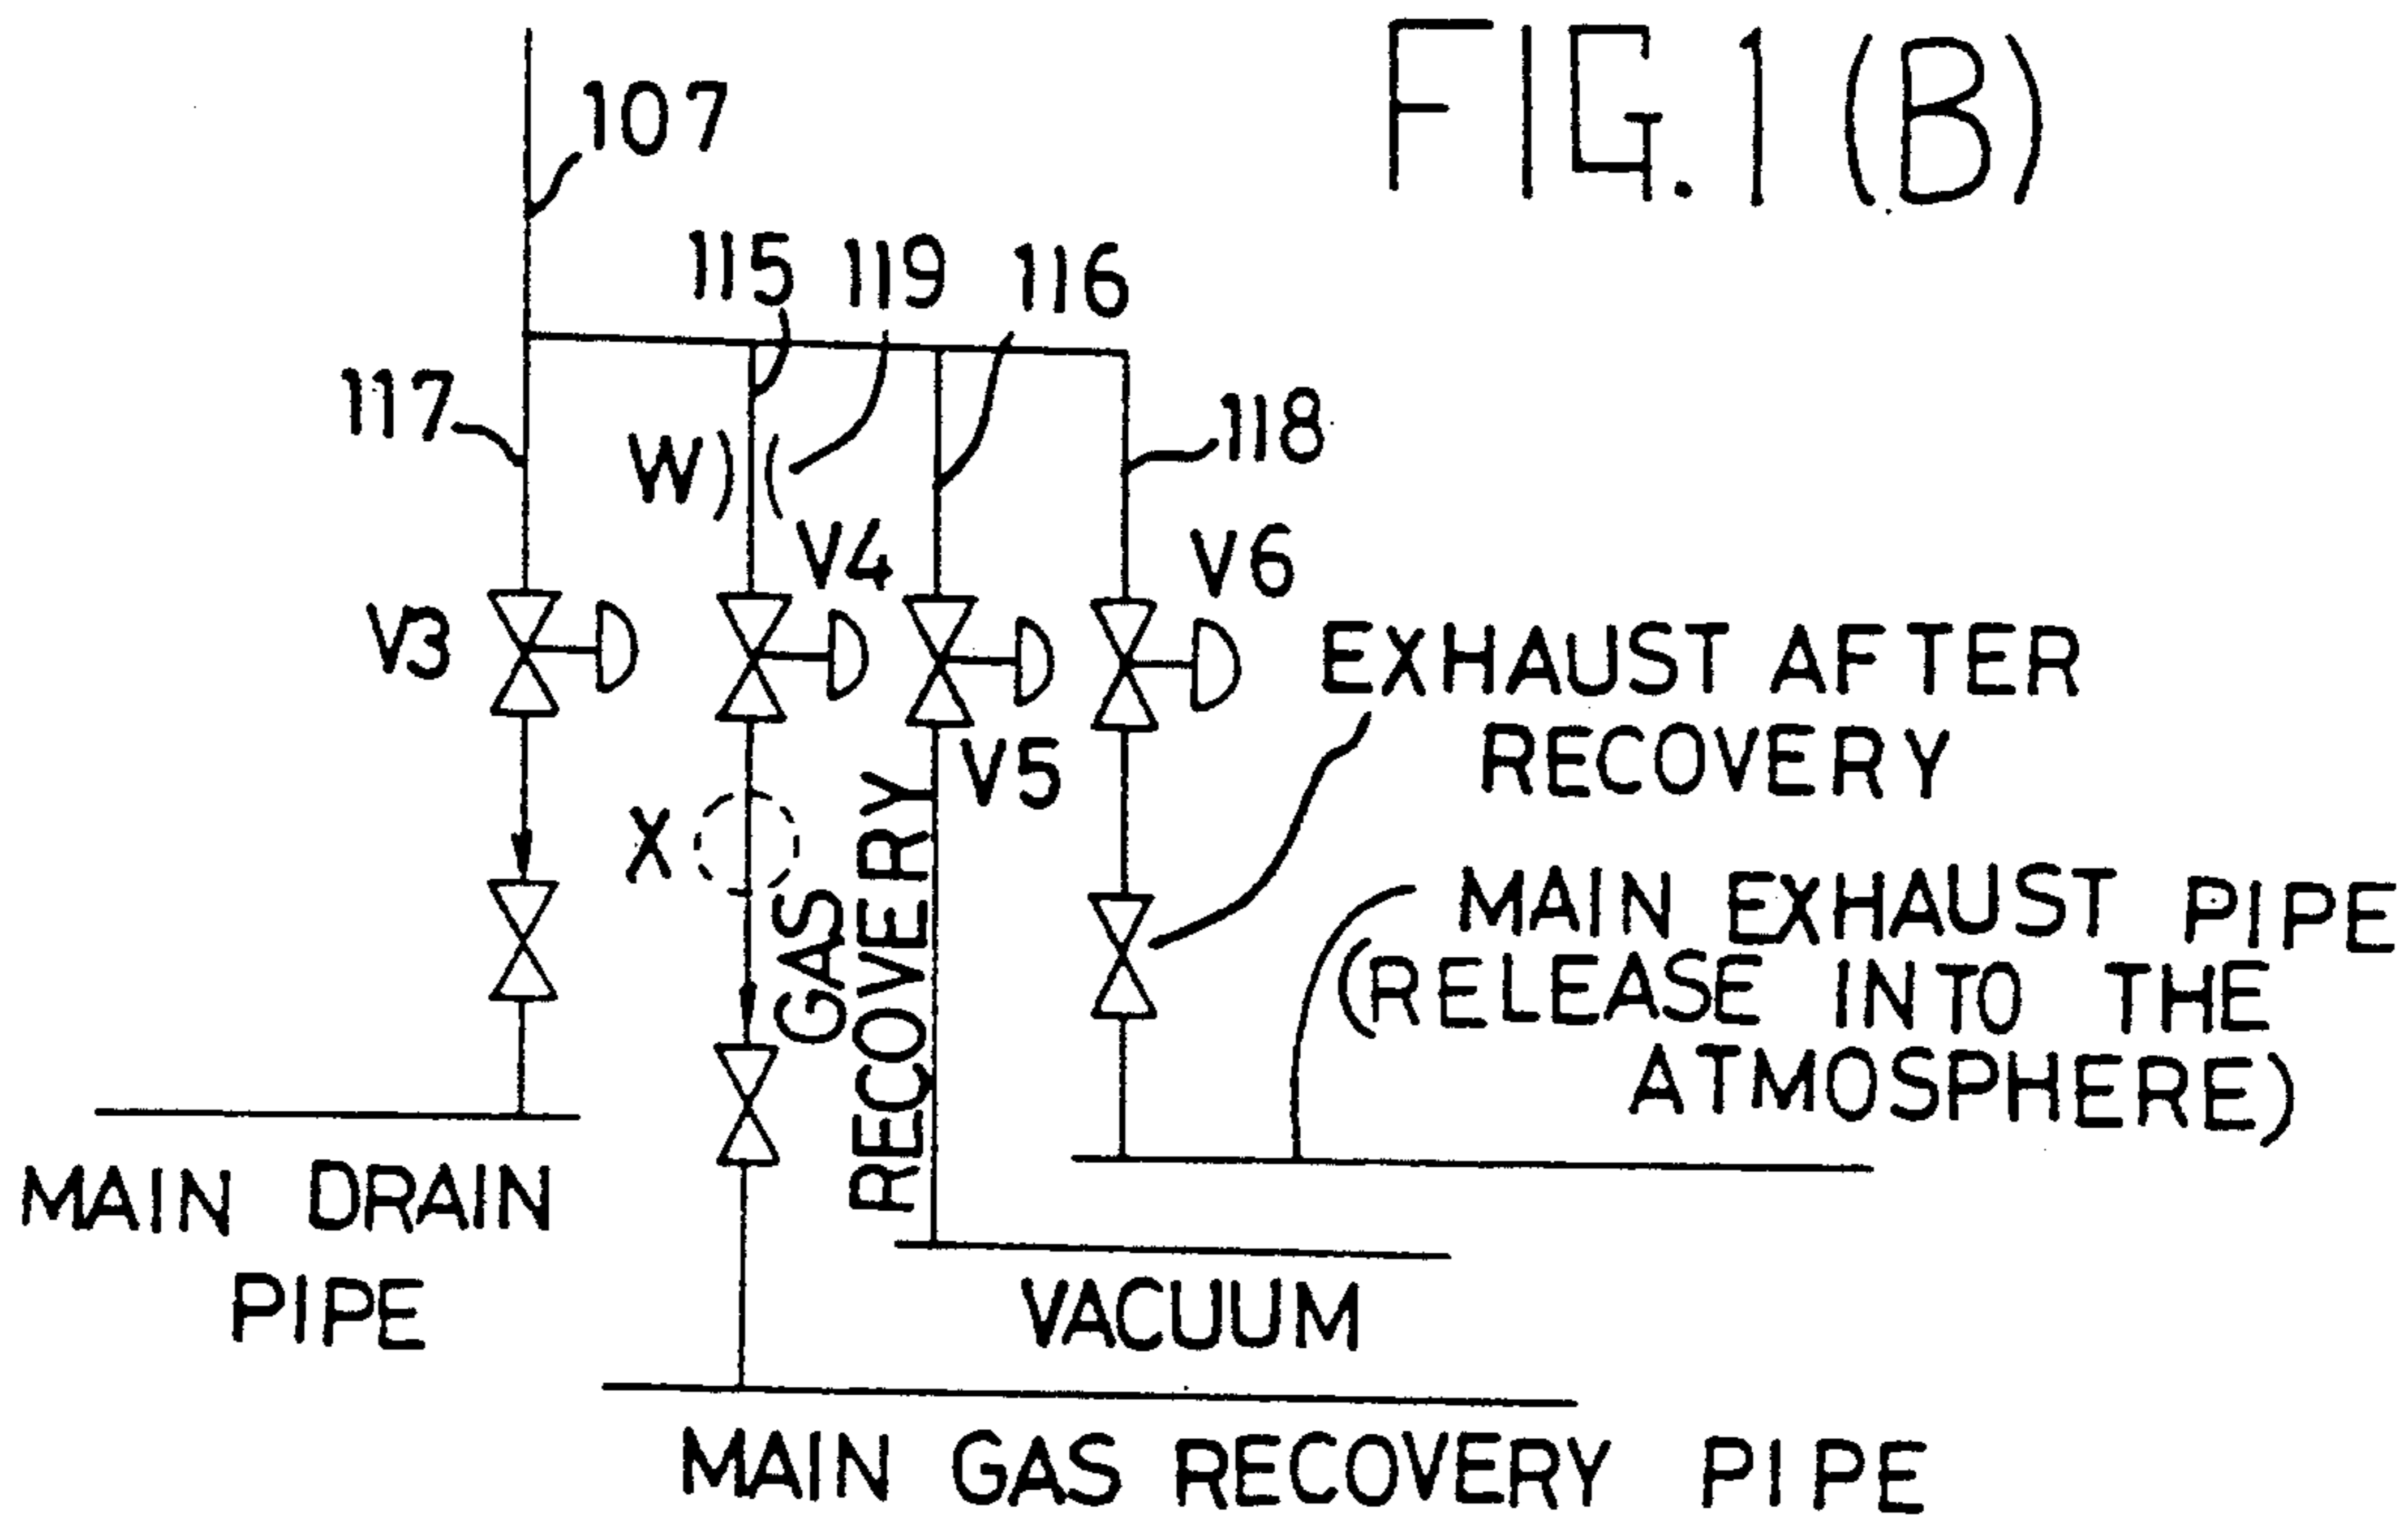 FIG. 1 (B)
107
115 119 116
117
118
W
V4
V6
V3
EXHAUST AFTER
RECOVERY
V5
X
GAS
RECOVERY
MAIN EXHAUST PIPE
(RELEASE INTO THE
ATMOSPHERE)
MAIN DRAIN
PIPE
VACUUM
MAIN GAS RECOVERY PIPE